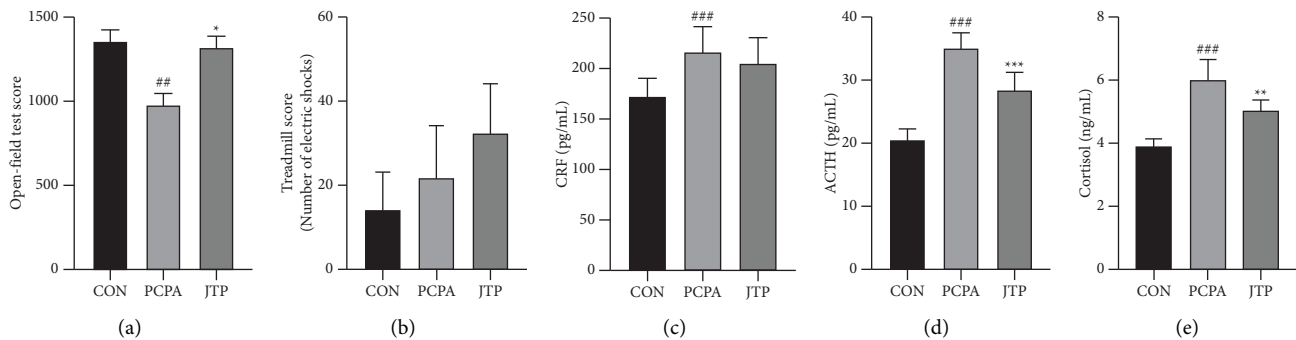 Open-field test score
1500
1000
500
0
##
*
CON
PCPA
JTP
(a)
Treadmill score
(Number of electric shocks)
60
40
20
0
CON
PCPA
JTP
(b)
CRF (pg/mL)
250
200
150
250
50
0
###
CON
PCPA
JTP
(c)
ACTH (pg/mL)
40
30
20
10
0
###
***
CON
PCPA
JTP
(d)
Cortisol (ng/mL)
8
6
4
2
0
###
**
CON
PCPA
JTP
(e)